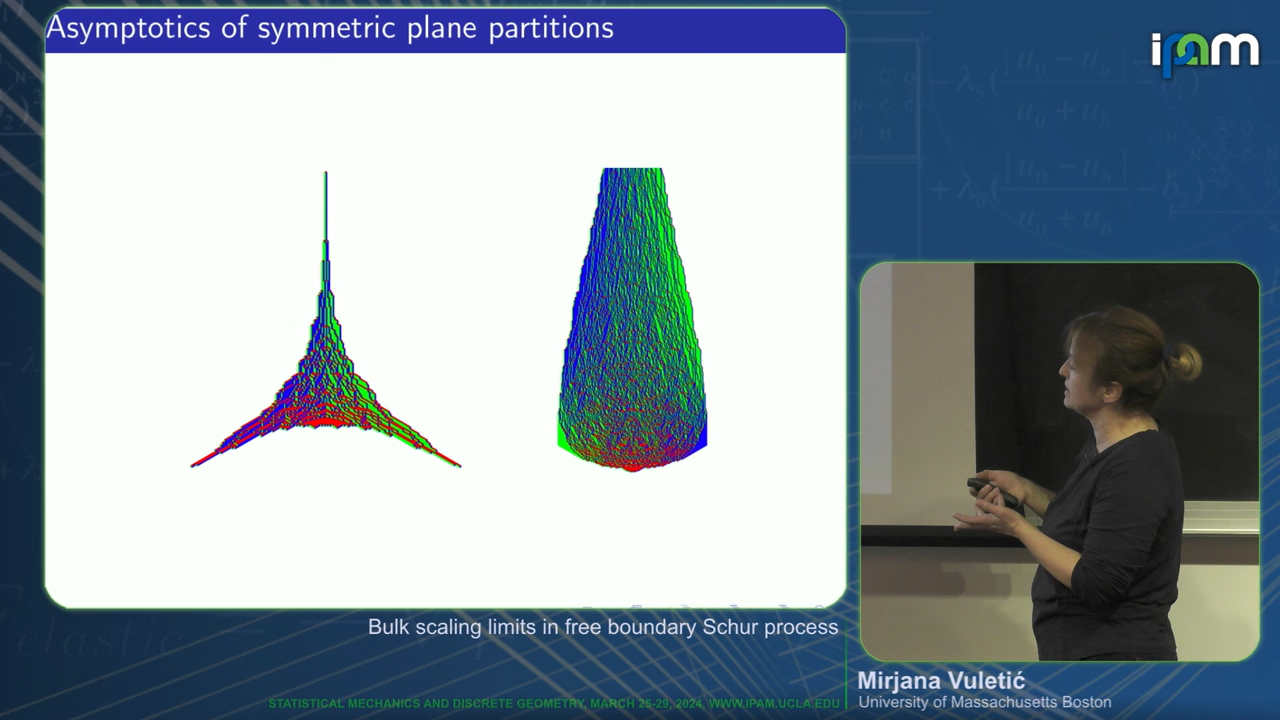 Asymptotics of symmetric plane partitions
ipam
Bulk scaling limits in free boundary Schur process
Mirjana Vuletić
University of Massachusetts Boston
STATISTICAL MECHANICS AND DISCRETE GEOMETRY, MARCH 25-29, 2024, WWW.IPAM.UCLA.EDU
elastic